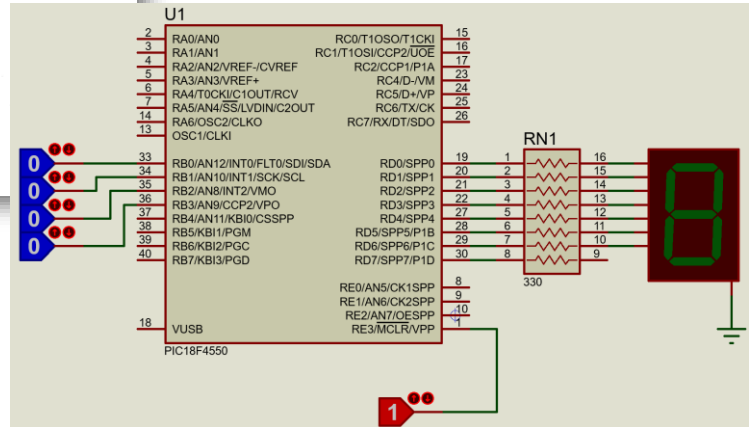 U1
2 RA0/AN0 RC0/T1OSO/T1CKI 15
3 RA1/AN1 RC1/T1OSI/CCP2/UOE 16
4 RA2/AN2/VREF-/CVREF RC2/CCP1/P1A 17
5 RA3/AN3/VREF+ RC4/D-/VM 23
6 RA4/T0CKI/C1OUT/RCV RC5/D+/VP 24
7 RA5/AN4/SS/LVDIN/C2OUT RC6/TX/CK 25
14 RA6/OSC2/CLKO RC7/RX/DT/SDO 26
13 OSC1/CLKI
RN1
0 33 RB0/AN12/INT0/FLT0/SDI/SDA RD0/SPP0 19 1 16
0 34 RB1/AN10/INT1/SCK/SCL RD1/SPP1 20 2 15
35 RB2/AN8/INT2/VMO RD2/SPP2 21 3 14
0 36 RB3/AN9/CCP2/VPO RD3/SPP3 22 4 13
37 RB4/AN11/KBI0/CSSPP RD4/SPP4 27 5 12
0 38 RB5/KBI1/PGM RD5/SPP5/P1B 28 6 11
39 RB6/KBI2/PGC RD6/SPP6/P1C 29 7 10
40 RB7/KBI3/PGD RD7/SPP7/P1D 30 8 9
RE0/AN5/CK1SPP 8 330
RE1/AN6/CK2SPP 9
RE2/AN7/OESPP 10
18 VUSB RE3/MCLR/VPP 1
PIC18F4550
1